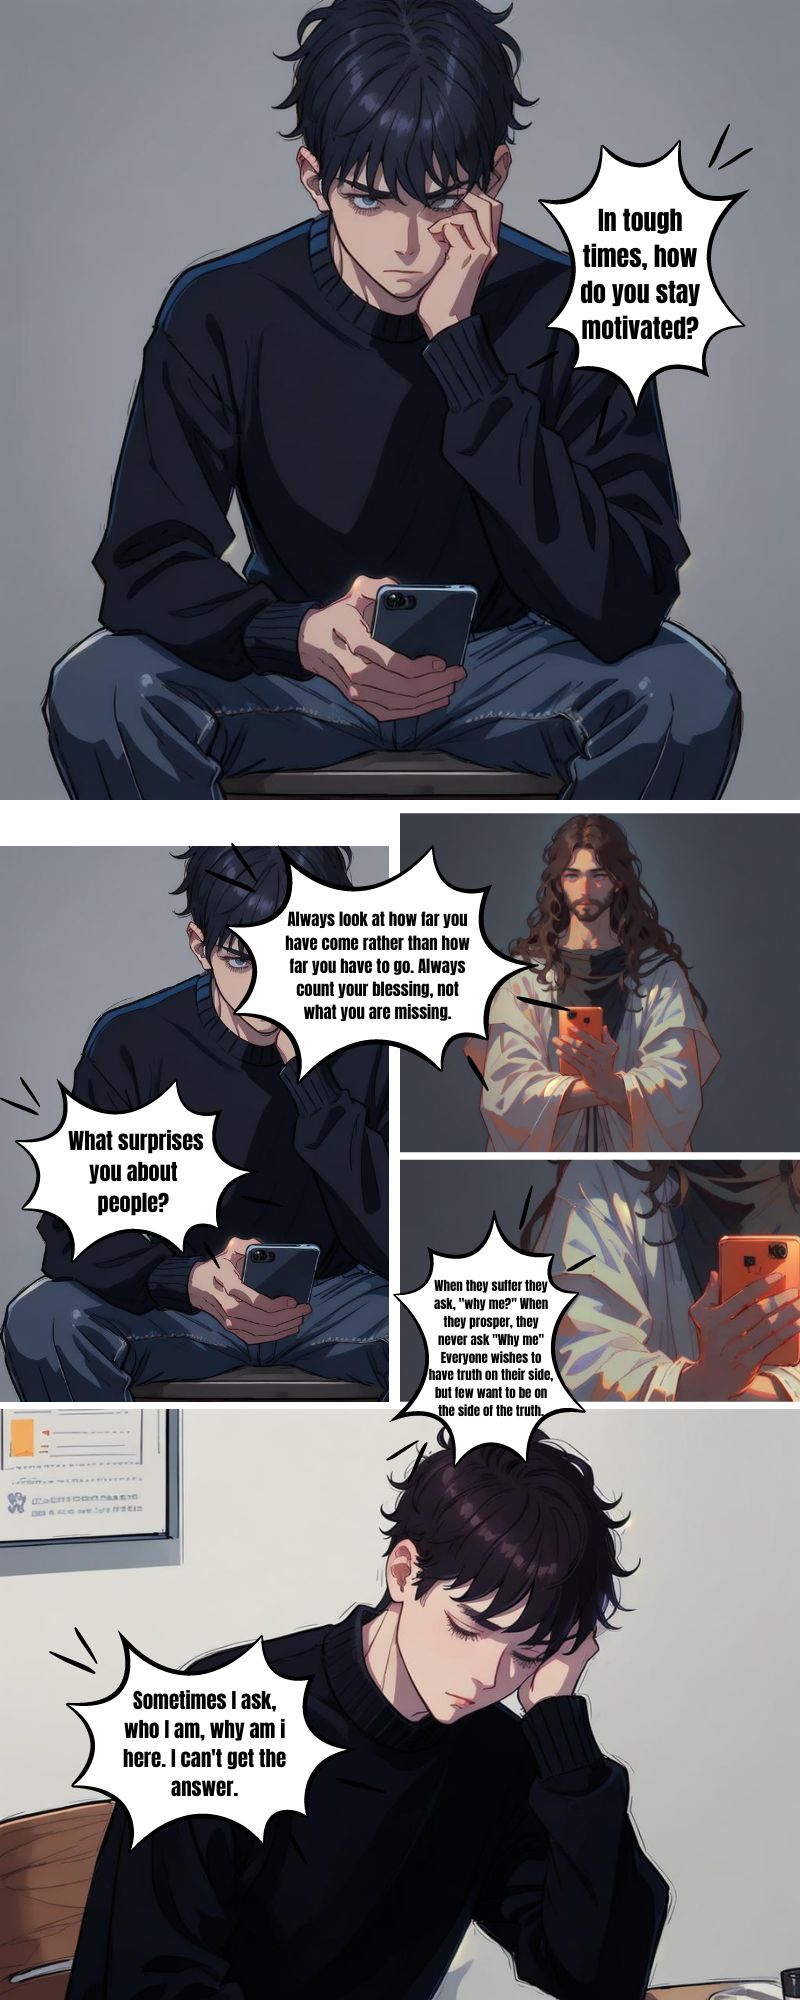 In tough
times, how
do you stay
motivated?
Always look at how far you
have come rather than how
far you have to go. Always
count your blessing, not
what you are missing.
What surprises
you about
people?
When they suffer they
ask, "why me?" When
they prosper, they
never ask "Why me"
Everyone wishes to
have truth on their side,
but few want to be on
the side of the truth.
Sometimes I ask,
who I am, why am i
here. I can't get the
answer.